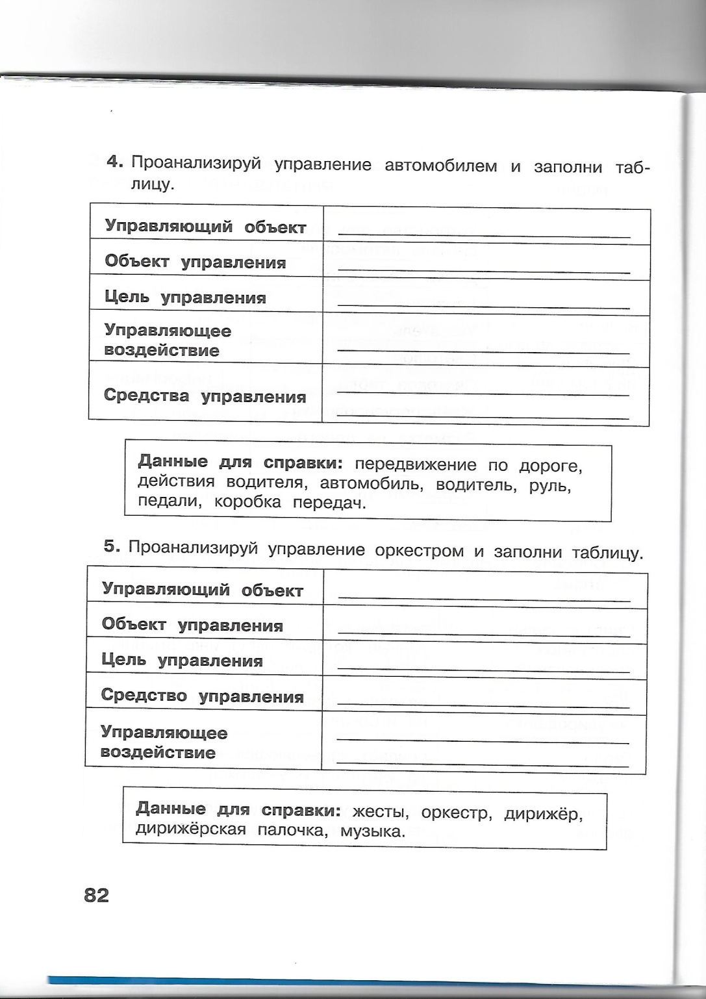 4. Проанализируй управление автомобилем и заполни таб-
лицу.
Управляющий объект
Объект управления
Цель управления
Управляющее
воздействие
Средства управления
Данные для справки: передвижение по дороге,
действия водителя, автомобиль, водитель, руль,
педали, коробка передач.
5. Проанализируй управление оркестром и заполни таблицу.
Управляющий объект
Объект управления
Цель управления
Средство управления
Управляющее
воздействие
Данные для справки: жесты, оркестр, дирижёр,
дирижёрская палочка, музыка.
82